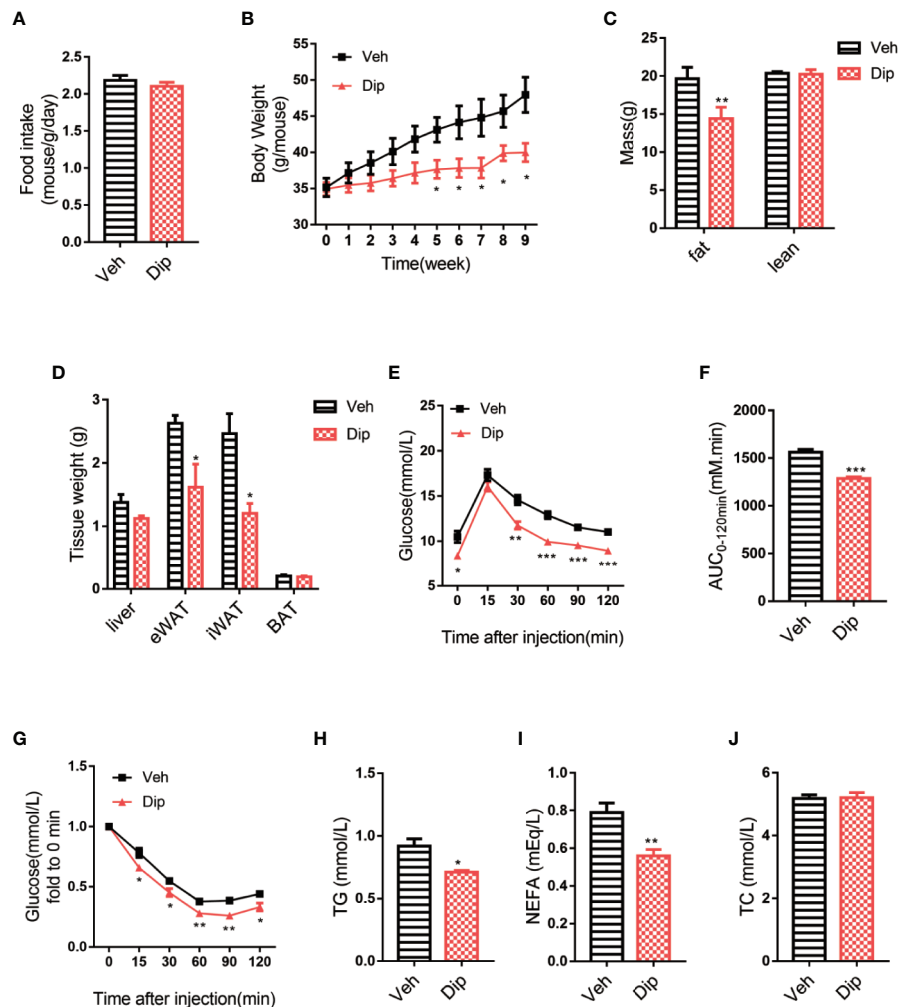 A
Food intake
(mouse/g/day)
2.5
2.0
1.5
1.0
0.5
0.0
Veh
Dip
B
Body Weight
(g/mouse)
50
45
40
35
30
Veh
Dip
* * * * *
0 1 2 3 4 5 6 7 8 9
Time(week)
C
Mass(g)
25
20
15
10
5
0
**
fat
lean
Veh
Dip
D
Tissue weight (g)
3
2
1
0
Veh
Dip
*
*
liver
eWAT
iWAT
BAT
E
Glucose(mmol/L)
25
20
15
10
5
Veh
Dip
* ** *** *** ***
0 15 30 60 90 120
Time after injection(min)
F
AUC0-120min(mM.min)
2000
1500
1000
500
0
***
Veh
Dip
G
Glucose(mmol/L)
fold to 0 min
1.5
1.0
0.5
0.0
Veh
Dip
* * ** ** *
0 15 30 60 90 120
Time after injection(min)
H
TG (mmol/L)
1.5
1.0
0.5
0.0
*
Veh
Dip
I
NEFA (mEq/L)
0.8
0.6
0.4
0.2
0.0
**
Veh
Dip
J
TC (mmol/L)
6
4
2
0
Veh
Dip